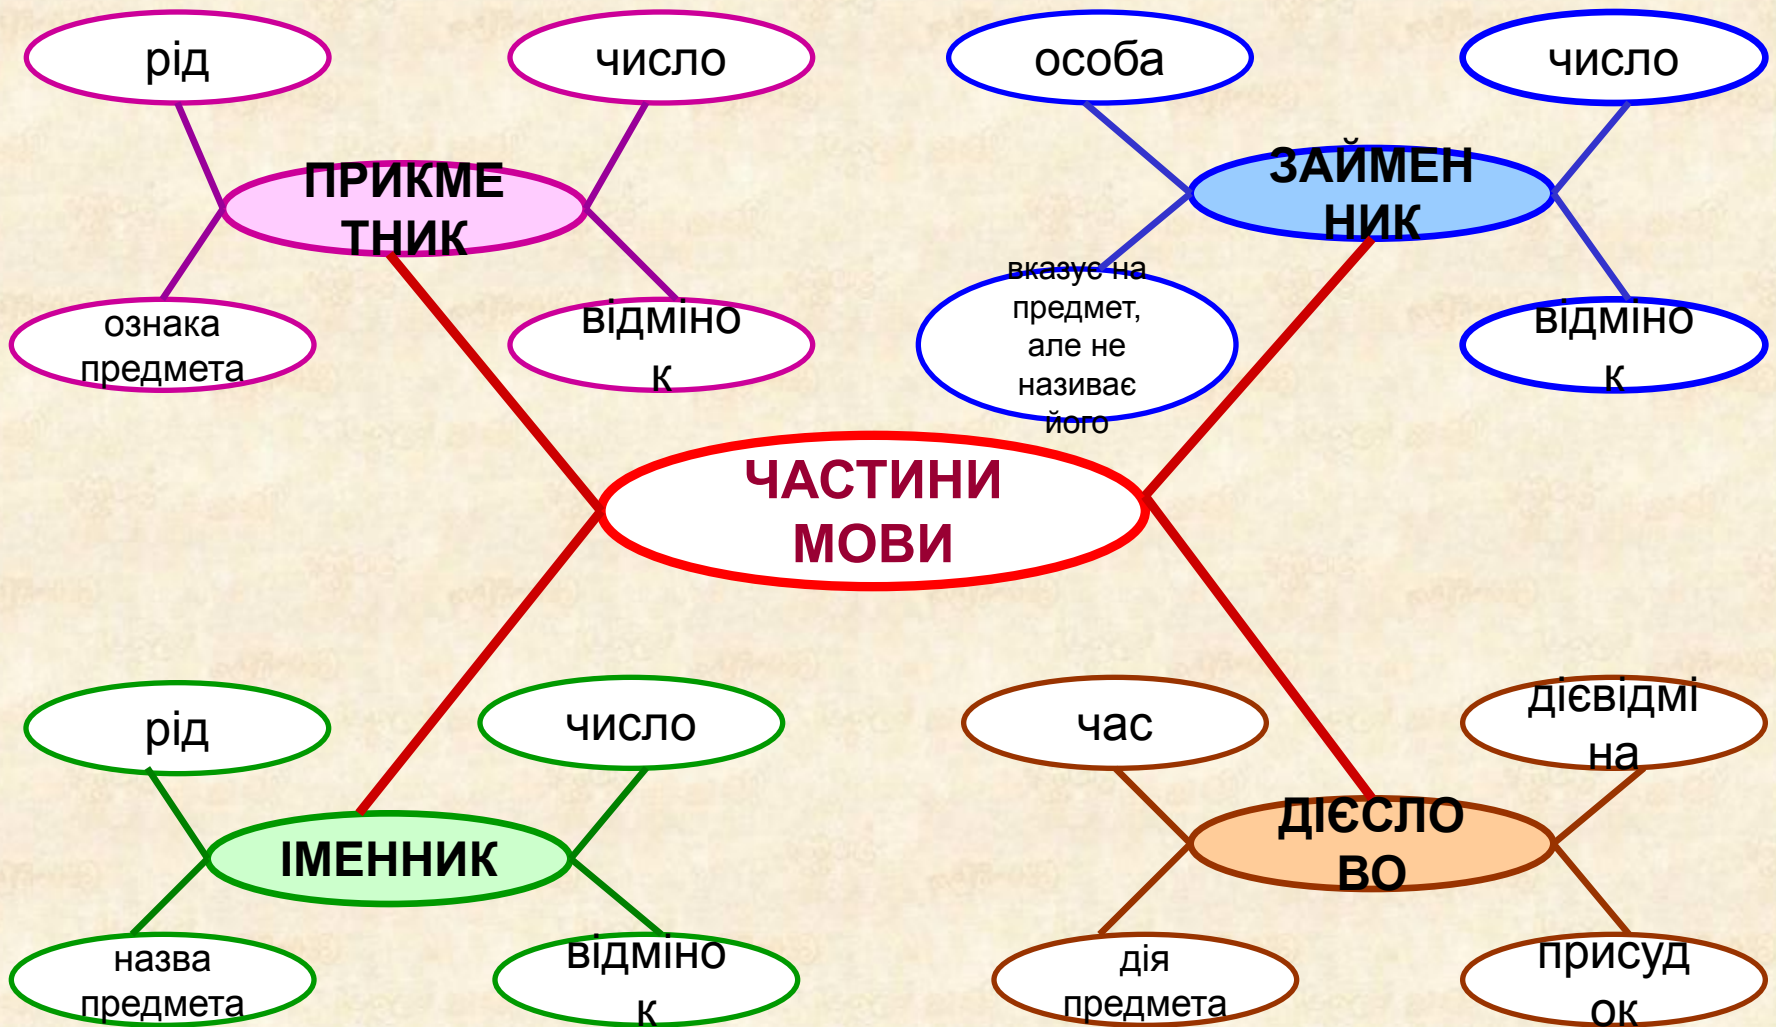 рід
число
ПРИКМЕ
ТНИК
ознака
предмета
відміно
к
особа
число
ЗАЙМЕН
НИК
вказує на
предмет,
але не
називає
його
відміно
к
ЧАСТИНИ
МОВИ
рід
число
ІМЕННИК
назва
предмета
відміно
к
час
дієвідмі
на
ДІЄСЛО
ВО
дія
предмета
присуд
ок